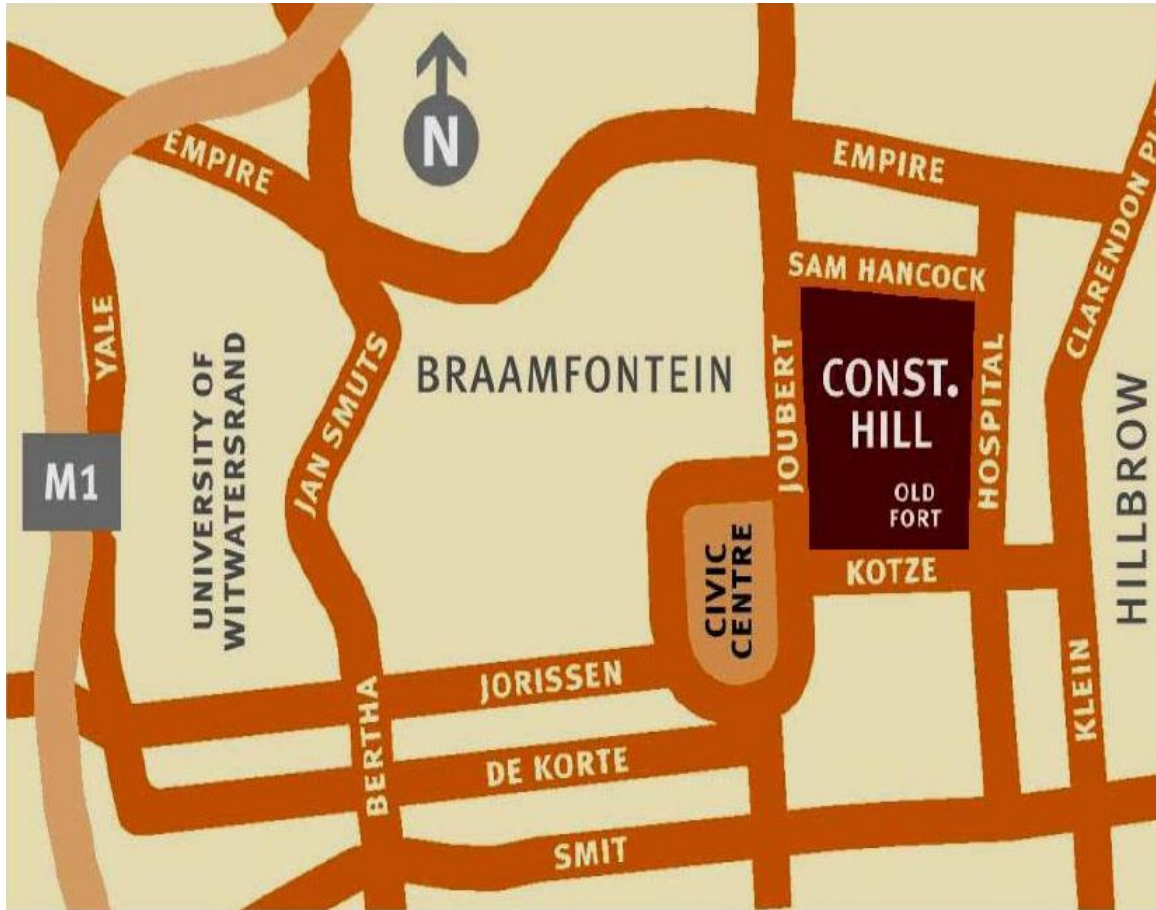 N
EMPIRE
EMPIRE
CLARENDON
SAM HANCOCK
YALE
UNIVERSITY OF
WITWATERSRAND
JAN SMUTS
BRAAMFONTEIN
JOUBERT
CONST.
HILL
OLD
FORT
HOSPITAL
HILLBROW
M1
CIVIC
CENTRE
KOTZE
JORISSEN
BERTHA
KLEIN
DE KORTE
SMIT